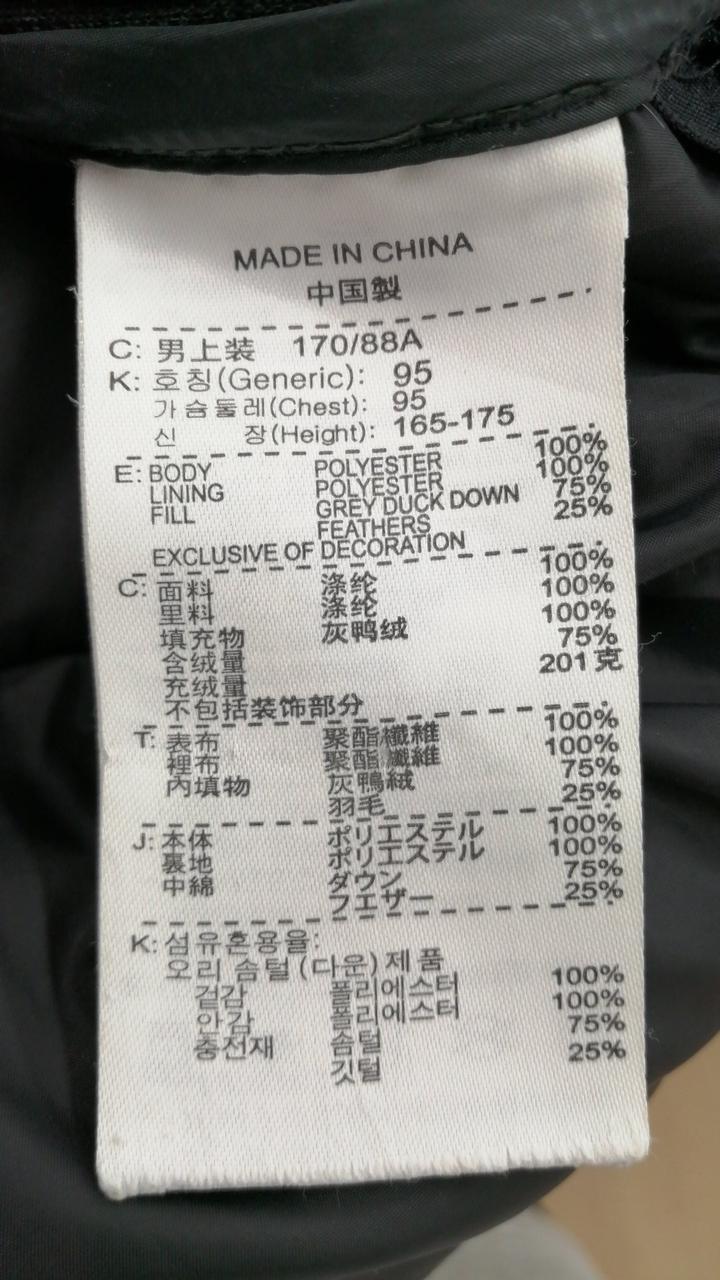 MADE IN CHINA
中国製
C: 男上装 170/88A
K: 호칭(Generic): 95
가슴둘레(Chest): 95
신 장(Height): 165-175
E: BODY POLYESTER 100%
LINING POLYESTER 100%
FILL GREY DUCK DOWN 75%
FEATHERS 25%
EXCLUSIVE OF DECORATION
C: 面料 涤纶 100%
里料 涤纶 100%
填充物 灰鸭绒 100%
含绒量 75%
充绒量 201克
不包括装饰部分
T: 表布 聚酯纖維 100%
裡布 聚酯纖維 100%
內填物 灰鴨絨 75%
羽毛 25%
J: 本体 ポリエステル 100%
裏地 ポリエステル 100%
中綿 ダウン 75%
フエザー 25%
K: 섬유혼용율:
오리 솜털(다운)제품
겉감 폴리에스터 100%
안감 폴리에스터 100%
충전재 솜털 75%
깃털 25%